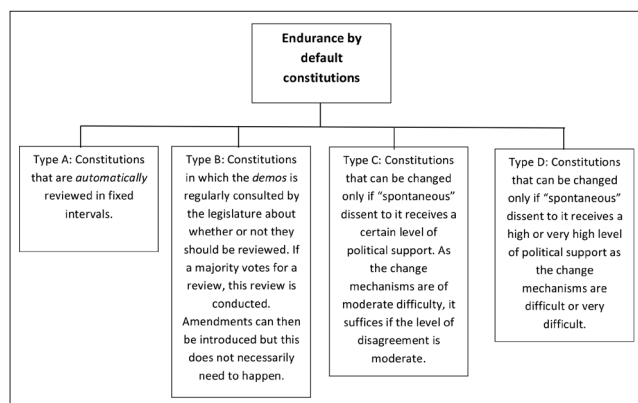 Endurance by
default
constitutions
Type A: Constitutions
that are automatically
reviewed in fixed
intervals.
Type B: Constitutions
in which the demos is
regularly consulted by
the legislature about
whether or not they
should be reviewed. If
a majority votes for a
review, this review is
conducted.
Amendments can then
be introduced but this
does not necessarily
need to happen.
Type C: Constitutions
that can be changed
only if “spontaneous”
dissent to it receives a
certain level of
political support. As
the change
mechanisms are of
moderate difficulty, it
suffices if the level of
disagreement is
moderate.
Type D: Constitutions
that can be changed
only if “spontaneous”
dissent to it receives a
high or very high level
of political support as
the change
mechanisms are
difficult or very
difficult.